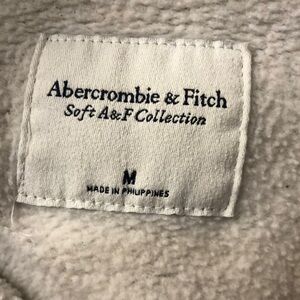 Abercrombie & Fitch
Soft A&F Collection
M
MADE IN PHILIPPINES